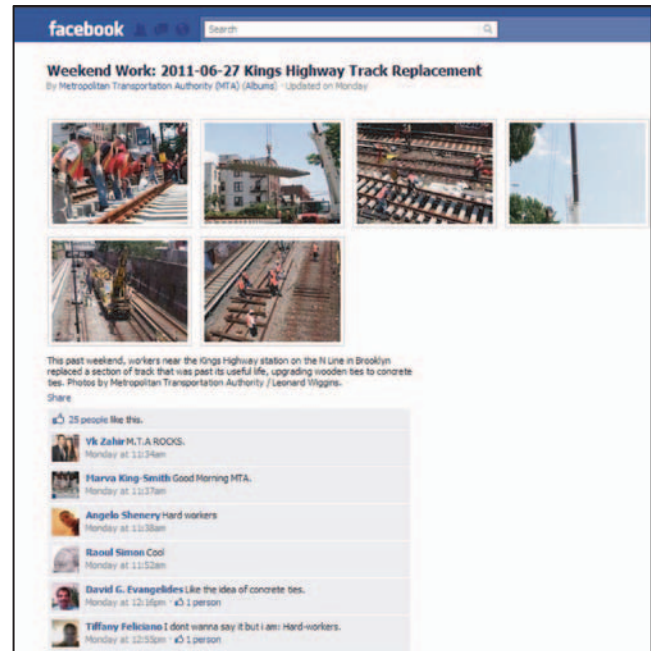 facebook Search
Weekend Work: 2011-06-27 Kings Highway Track Replacement
By Metropolitan Transportation Authority (MTA) (Albums) · Updated on Monday
This past weekend, workers near the Kings Highway station on the N Line in Brooklyn
replaced a section of track that was past its useful life, upgrading wooden ties to concrete
ties. Photos by Metropolitan Transportation Authority / Leonard Wiggins.
Share
25 people like this.
Yk Zahir M.T.A ROCKS.
Monday at 11:34am
Marva King-Smith Good Morning MTA.
Monday at 11:37am
Angelo Shenery Hard workers
Monday at 11:38am
Raoul Simon Cool
Monday at 11:52am
David G. Evangelides Like the idea of concrete ties.
Monday at 12:16pm · 1 person
Tiffany Feliciano I dont wanna say it but i am: Hard-workers.
Monday at 12:55pm · 1 person